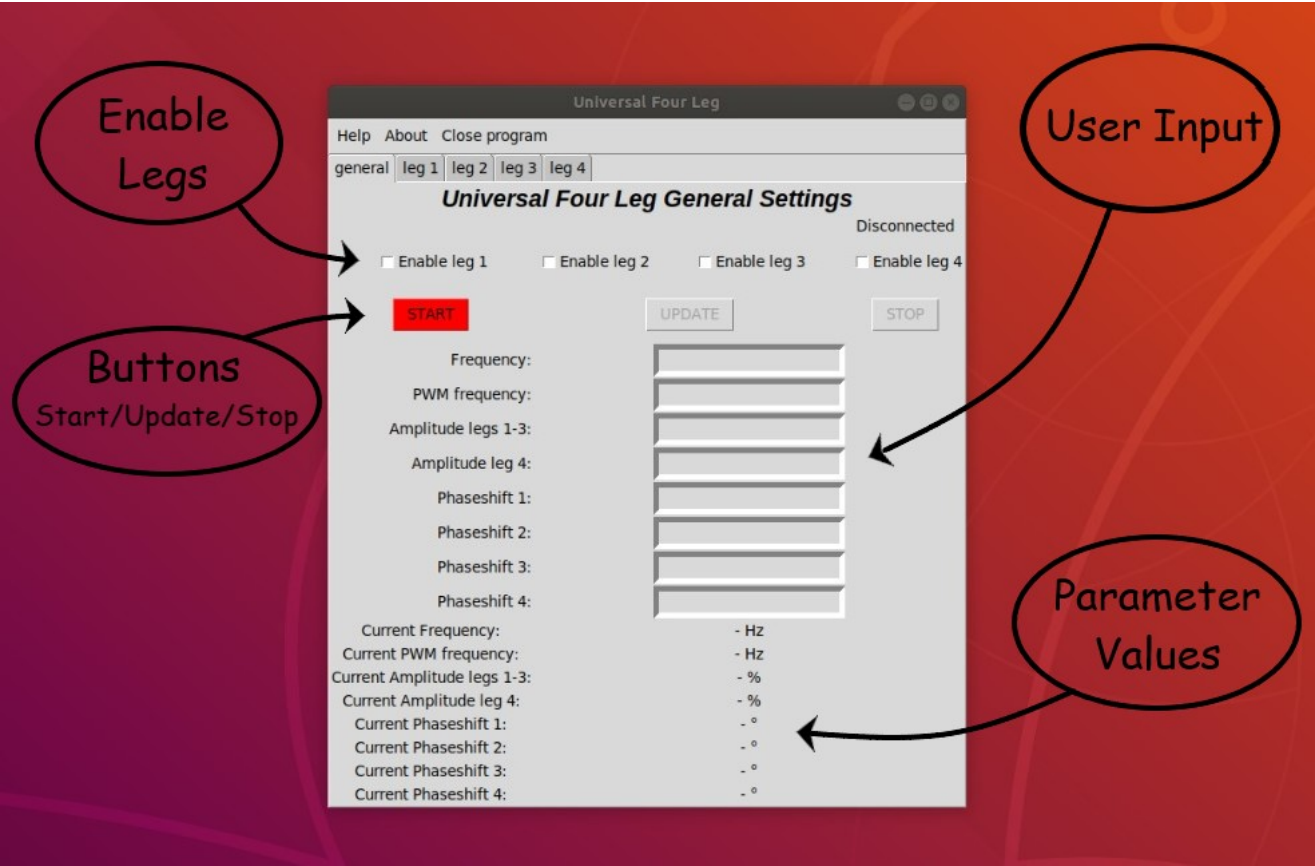 Enable
Legs
User Input
Buttons
Start/Update/Stop
Parameter
Values
Universal Four Leg
Help About Close program
general leg 1 leg 2 leg 3 leg 4
Universal Four Leg General Settings
Disconnected
Enable leg 1 Enable leg 2 Enable leg 3 Enable leg 4
START UPDATE STOP
Frequency:
PWM frequency:
Amplitude legs 1-3:
Amplitude leg 4:
Phaseshift 1:
Phaseshift 2:
Phaseshift 3:
Phaseshift 4:
Current Frequency: - Hz
Current PWM frequency: - Hz
Current Amplitude legs 1-3: - %
Current Amplitude leg 4: - %
Current Phaseshift 1: - °
Current Phaseshift 2: - °
Current Phaseshift 3: - °
Current Phaseshift 4: - °